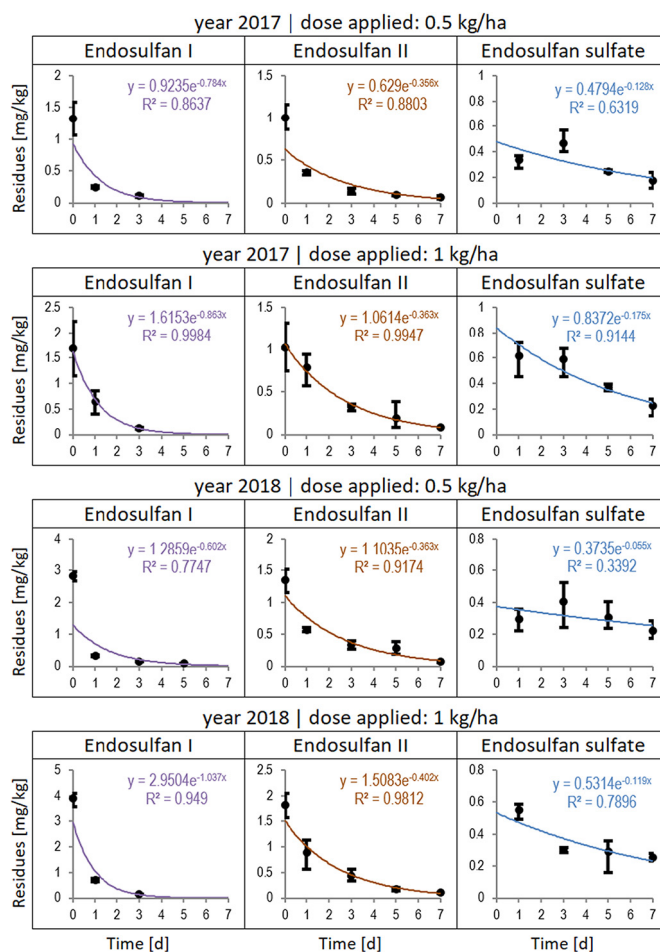 year 2017 | dose applied: 0.5 kg/ha
Endosulfan I Endosulfan II Endosulfan sulfate
Residues [mg/kg]
2
1.5
1
0.5
0
0 1 2 3 4 5 6 7
y = 0.9235e-0.784x
R² = 0.8637
1.5
1
0.5
0
0 1 2 3 4 5 6 7
y = 0.629e-0.356x
R² = 0.8803
1
0.8
0.6
0.4
0.2
0
0 1 2 3 4 5 6 7
y = 0.4794e-0.128x
R² = 0.6319
year 2017 | dose applied: 1 kg/ha
Endosulfan I Endosulfan II Endosulfan sulfate
Residues [mg/kg]
2.5
2
1.5
1
0.5
0
0 1 2 3 4 5 6 7
y = 1.6153e-0.863x
R² = 0.9984
1.5
1
0.5
0
0 1 2 3 4 5 6 7
y = 1.0614e-0.363x
R² = 0.9947
1
0.8
0.6
0.4
0.2
0
0 1 2 3 4 5 6 7
y = 0.8372e-0.175x
R² = 0.9144
year 2018 | dose applied: 0.5 kg/ha
Endosulfan I Endosulfan II Endosulfan sulfate
Residues [mg/kg]
4
3
2
1
0
0 1 2 3 4 5 6 7
y = 1.2859e-0.602x
R² = 0.7747
2
1.5
1
0.5
0
0 1 2 3 4 5 6 7
y = 1.1035e-0.363x
R² = 0.9174
0.8
0.6
0.4
0.2
0
0 1 2 3 4 5 6 7
y = 0.3735e-0.055x
R² = 0.3392
year 2018 | dose applied: 1 kg/ha
Endosulfan I Endosulfan II Endosulfan sulfate
Residues [mg/kg]
5
4
3
2
1
0
0 1 2 3 4 5 6 7
y = 2.9504e-1.037x
R² = 0.949
2.5
2
1.5
1
0.5
0
0 1 2 3 4 5 6 7
y = 1.5083e-0.402x
R² = 0.9812
0.8
0.6
0.4
0.2
0
0 1 2 3 4 5 6 7
y = 0.5314e-0.119x
R² = 0.7896
Time [d] Time [d] Time [d]